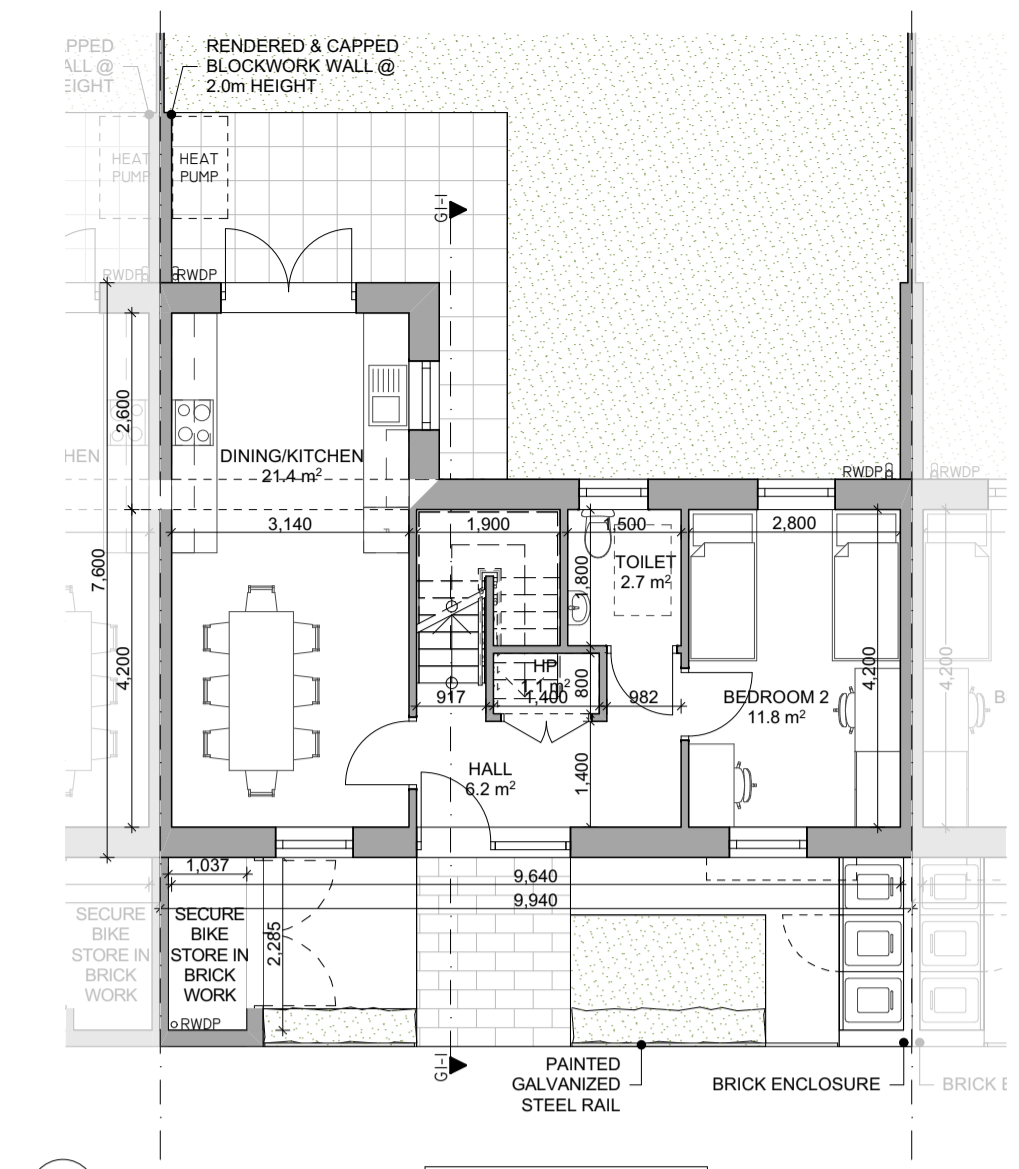 PPED
ALL @
EIGHT
RENDERED & CAPPED
BLOCKWORK WALL @
2.0m HEIGHT
HEAT
PUMP
HEAT
PUMP
G1-I
RWDP
RWDP
2,600
HEN
DINING/KITCHEN
21.4 m²
RWDP
RWDP
3,140
1,900
1,500
2,800
7,600
TOILET
2.7 m²
,800
4,200
HP
1.1 m²
800
4,200
4,200
917
1,400
982
BEDROOM 2
11.8 m²
B
HALL
6.2 m²
1,400
1,037
9,640
9,940
SECURE
BIKE
STORE IN
BRICK
WORK
SECURE
BIKE
STORE IN
BRICK
WORK
2,285
RWDP
G1-I
PAINTED
GALVANIZED
STEEL RAIL
BRICK ENCLOSURE
BRICK E